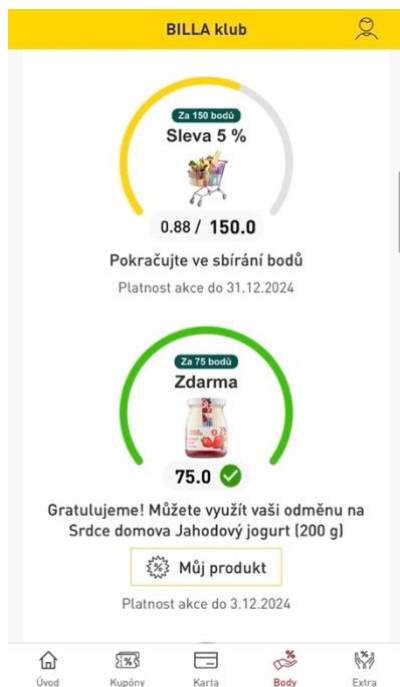 BILLA klub
Za 150 bodů
Sleva 5 %
0.88 / 150.0
Pokračujte ve sbírání bodů
Platnost akce do 31.12.2024
Za 75 bodů
Zdarma
75.0
Gratulujeme! Můžete využít vaši odměnu na
Srdce domova Jahodový jogurt (200 g)
Můj produkt
Platnost akce do 3.12.2024
Úvod Kupóny Karta Body Extra